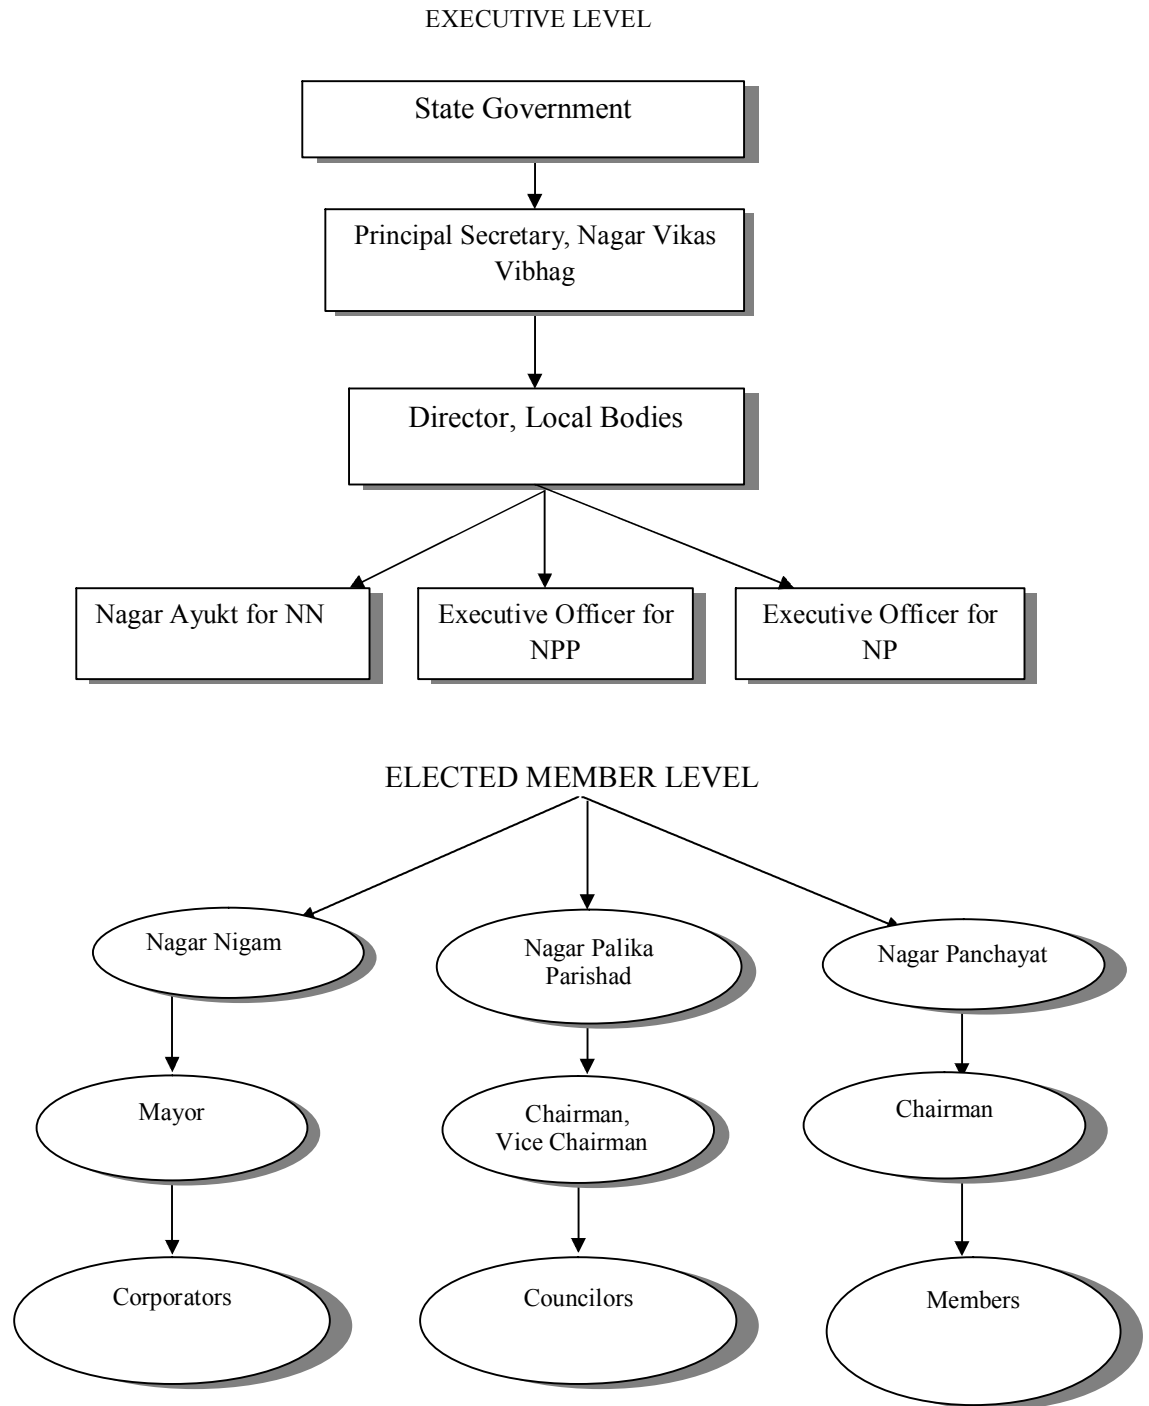 EXECUTIVE LEVEL
State Government
Principal Secretary, Nagar Vikas
Vibhag
Director, Local Bodies
Nagar Ayukt for NN
Executive Officer for
NPP
Executive Officer for
NP
ELECTED MEMBER LEVEL
Nagar Nigam
Nagar Palika
Parishad
Nagar Panchayat
Mayor
Chairman,
Vice Chairman
Chairman
Corporators
Councilors
Members